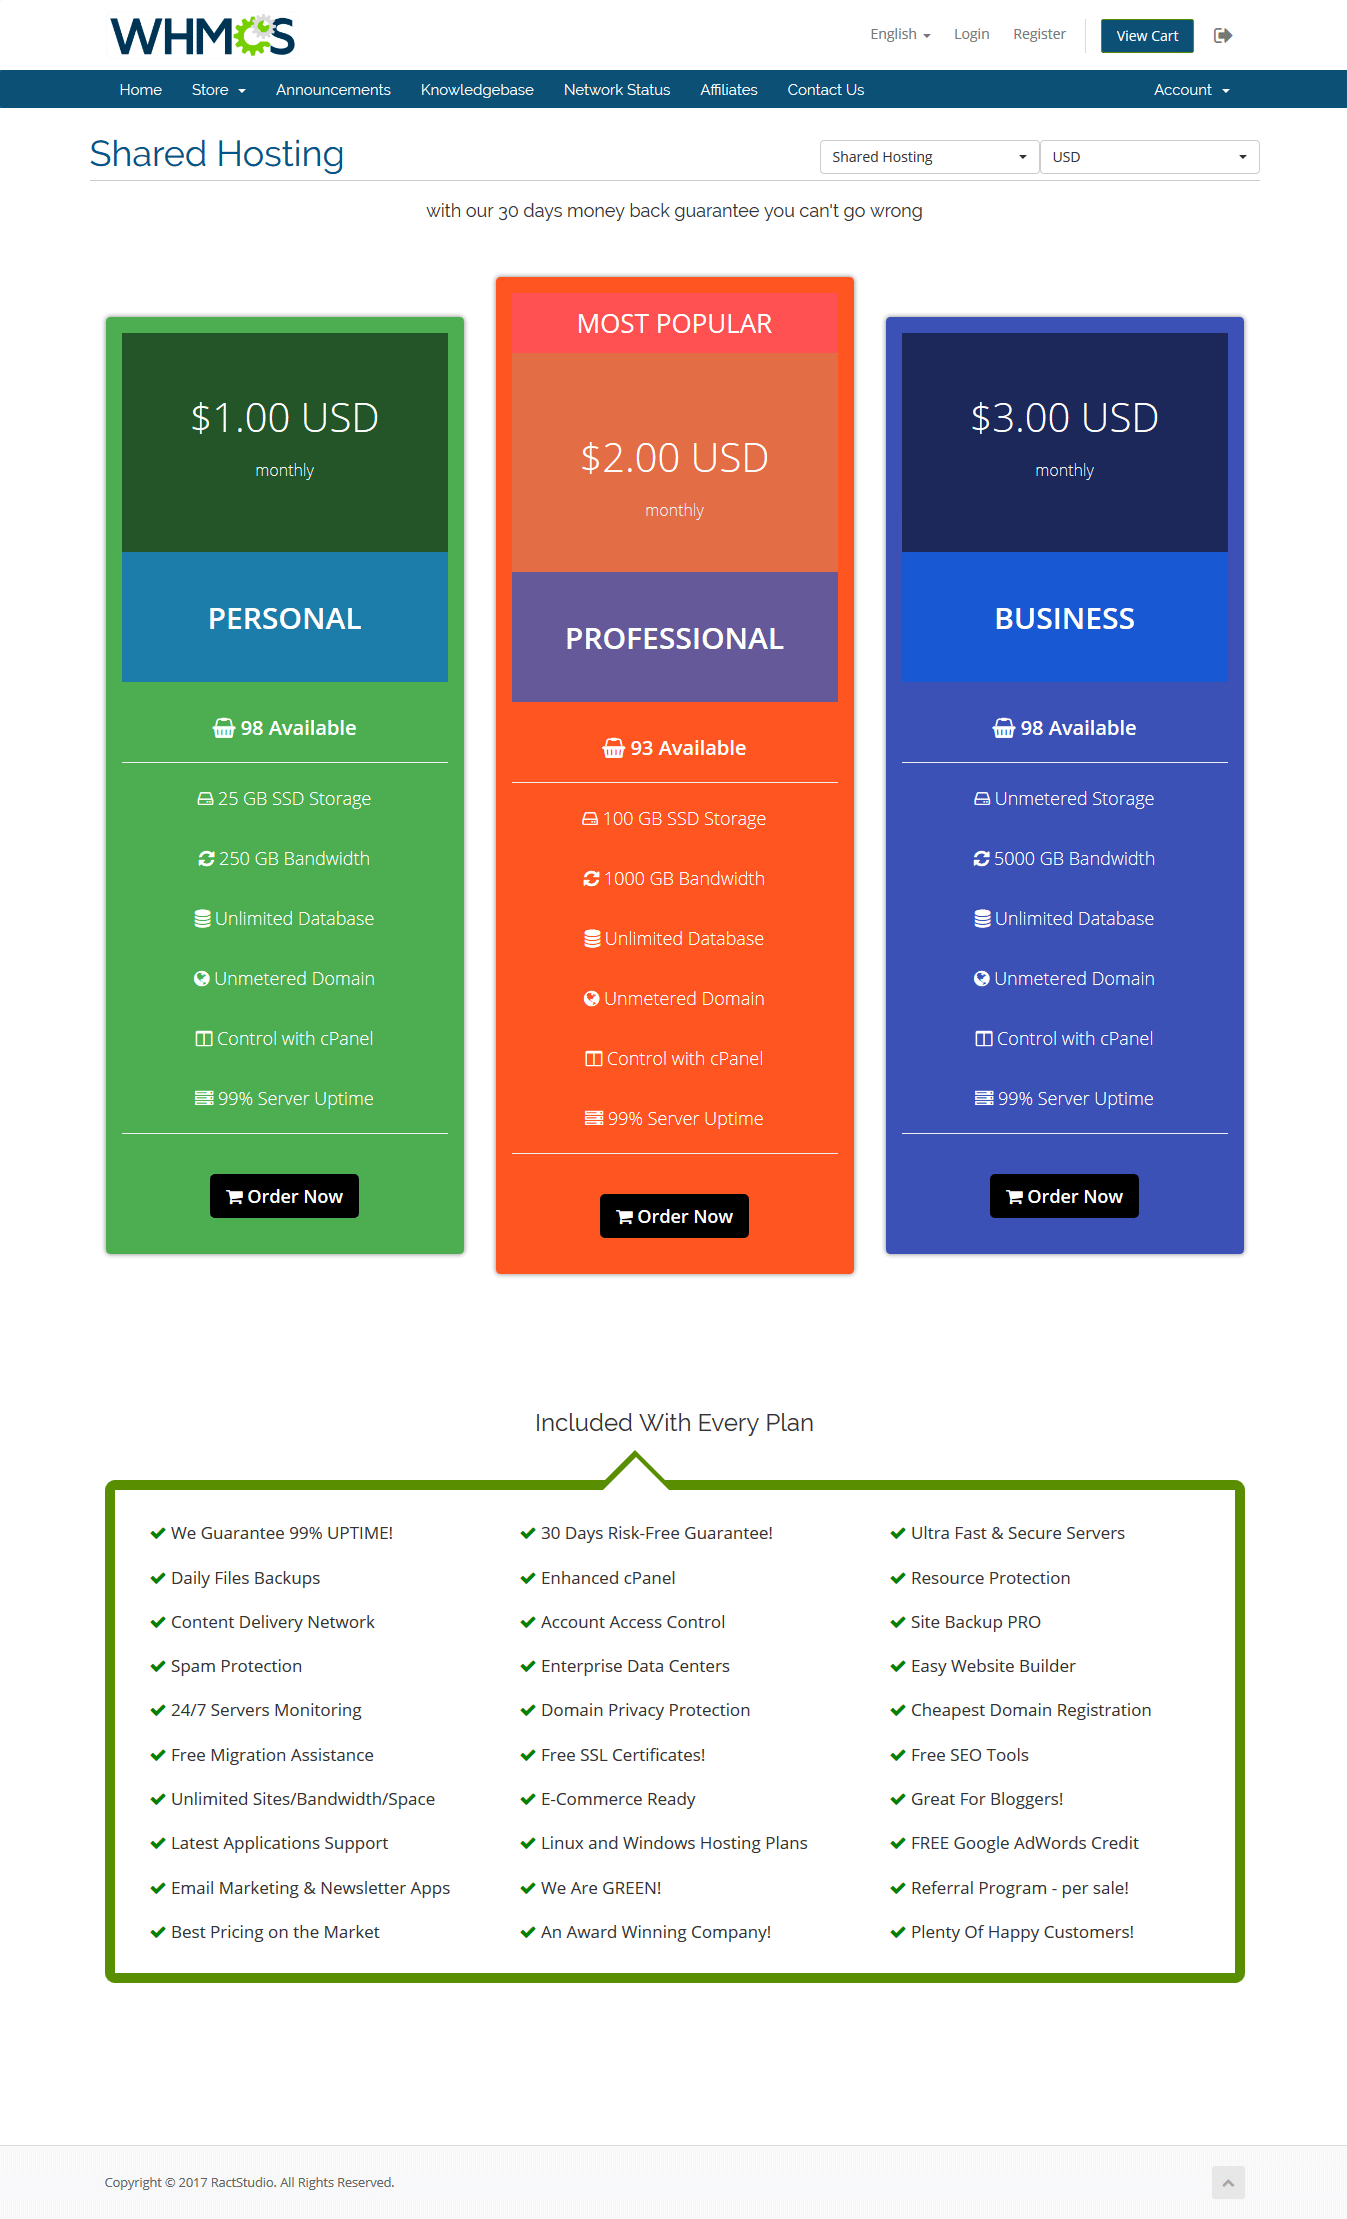 WHMCS
English
Login
Register
View Cart
Home
Store
Announcements
Knowledgebase
Network Status
Affiliates
Contact Us
Account
Shared Hosting
Shared Hosting
USD
with our 30 days money back guarantee you can't go wrong
$1.00 USD
monthly
PERSONAL
98 Available
25 GB SSD Storage
250 GB Bandwidth
Unlimited Database
Unmetered Domain
Control with cPanel
99% Server Uptime
Order Now
MOST POPULAR
$2.00 USD
monthly
PROFESSIONAL
93 Available
100 GB SSD Storage
1000 GB Bandwidth
Unlimited Database
Unmetered Domain
Control with cPanel
99% Server Uptime
Order Now
$3.00 USD
monthly
BUSINESS
98 Available
Unmetered Storage
5000 GB Bandwidth
Unlimited Database
Unmetered Domain
Control with cPanel
99% Server Uptime
Order Now
Included With Every Plan
We Guarantee 99% UPTIME!
Daily Files Backups
Content Delivery Network
Spam Protection
24/7 Servers Monitoring
Free Migration Assistance
Unlimited Sites/Bandwidth/Space
Latest Applications Support
Email Marketing & Newsletter Apps
Best Pricing on the Market
30 Days Risk-Free Guarantee!
Enhanced cPanel
Account Access Control
Enterprise Data Centers
Domain Privacy Protection
Free SSL Certificates!
E-Commerce Ready
Linux and Windows Hosting Plans
We Are GREEN!
An Award Winning Company!
Ultra Fast & Secure Servers
Resource Protection
Site Backup PRO
Easy Website Builder
Cheapest Domain Registration
Free SEO Tools
Great For Bloggers!
FREE Google AdWords Credit
Referral Program - per sale!
Plenty Of Happy Customers!
Copyright © 2017 RactStudio. All Rights Reserved.